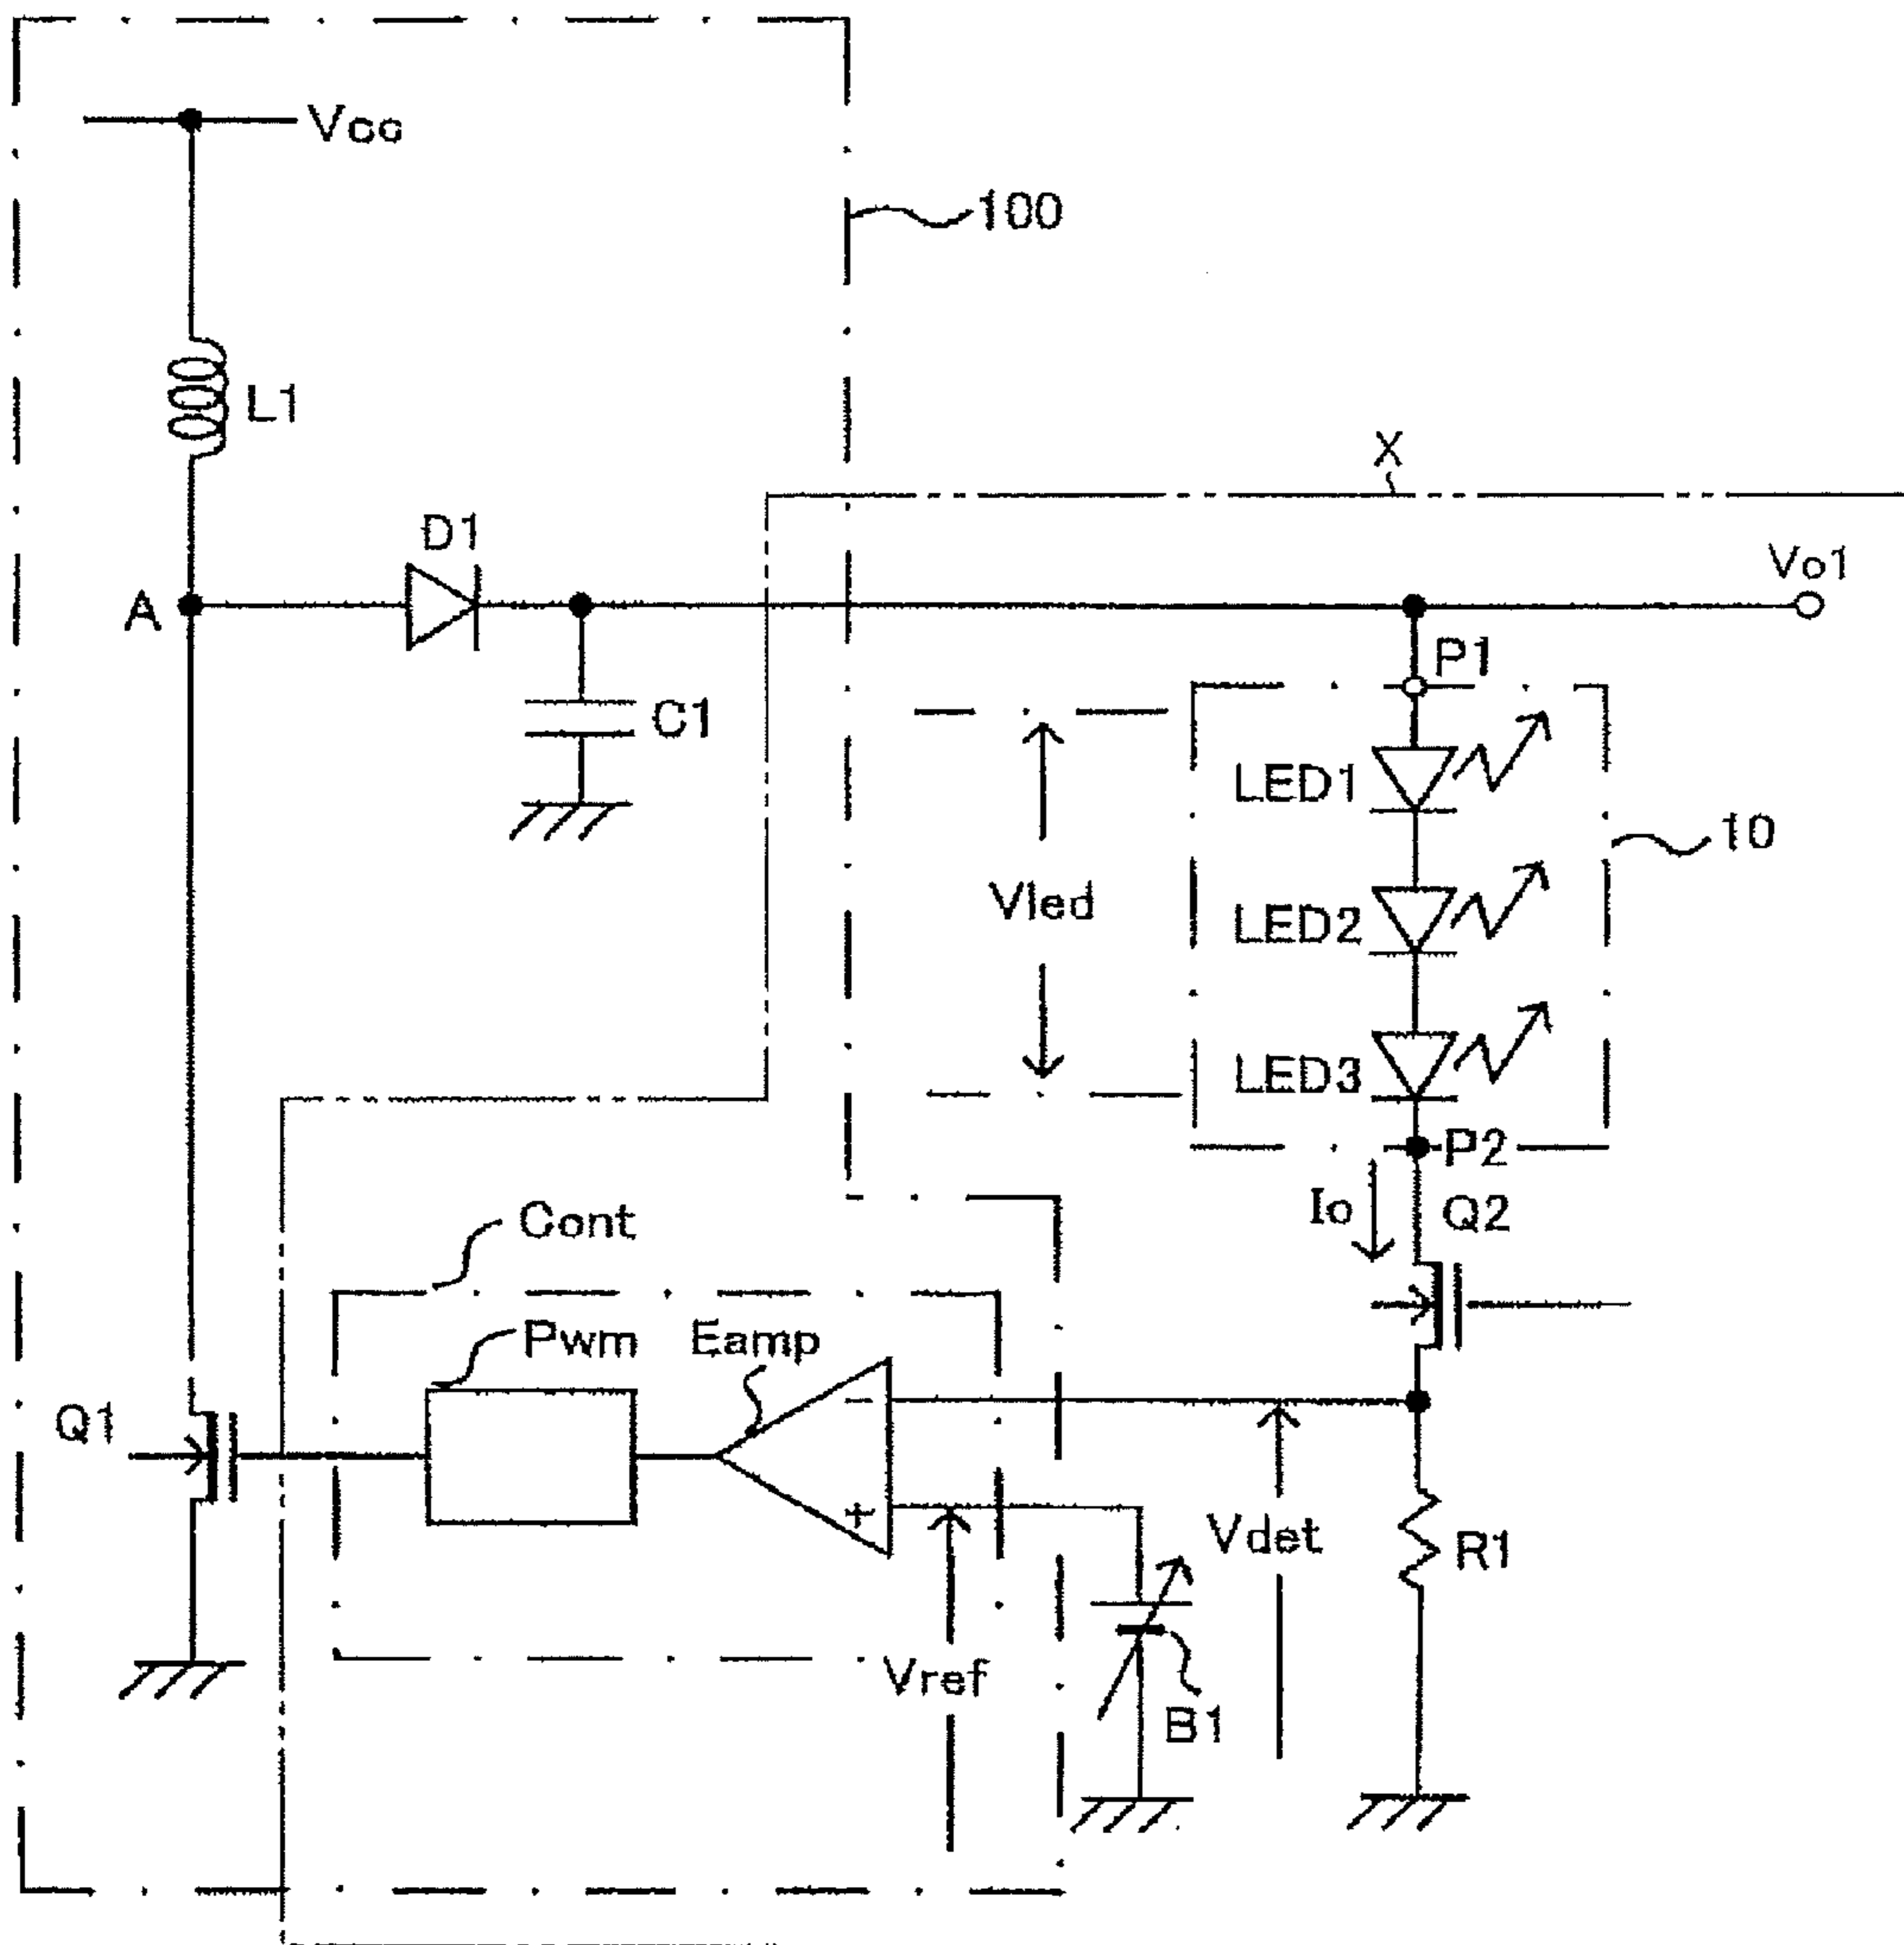 Vcc
100
L1
X
D1
Vo1
A
P1
C1
LED1
10
Vled
LED2
LED3
P2
Io
Q2
Cont
Pwm
Eamp
Q1
−
+
Vdet
R1
Vref
B1